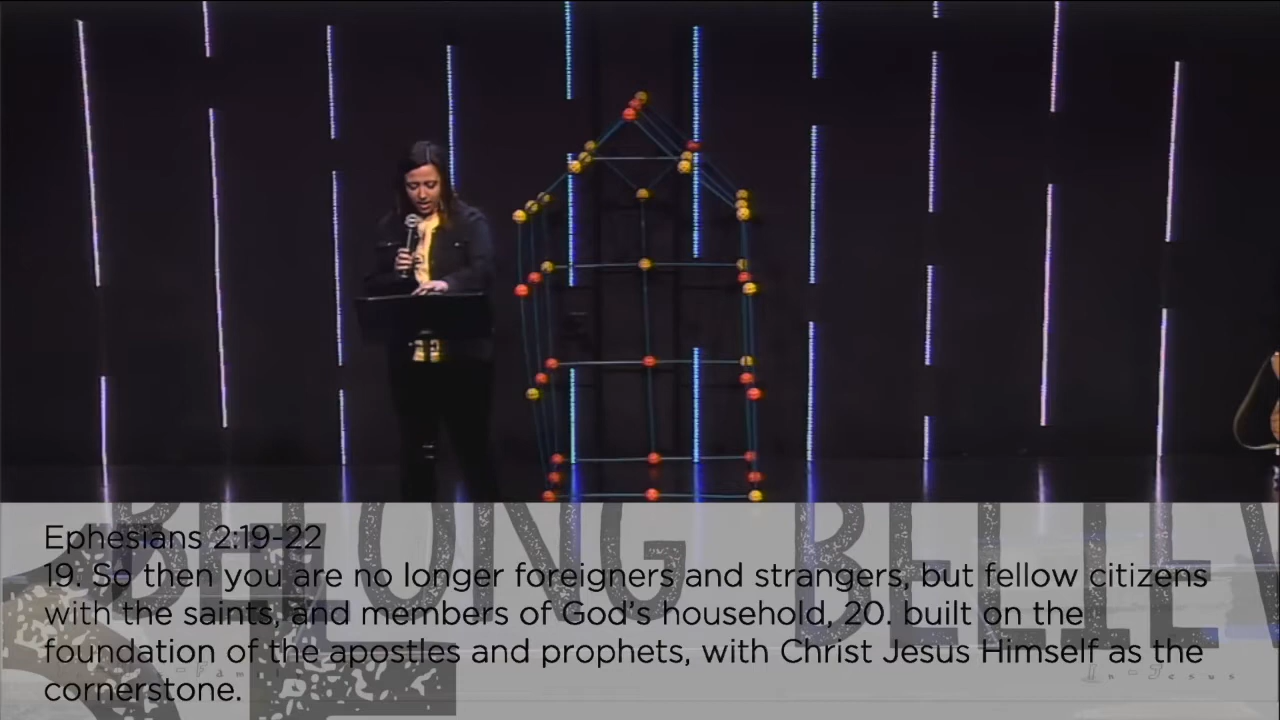 Ephesians 2:19-22
19. So then you are no longer foreigners and strangers, but fellow citizens
with the saints, and members of God's household, 20. built on the
foundation of the apostles and prophets, with Christ Jesus Himself as the
cornerstone.
BELONG BELIEV
In Jesus